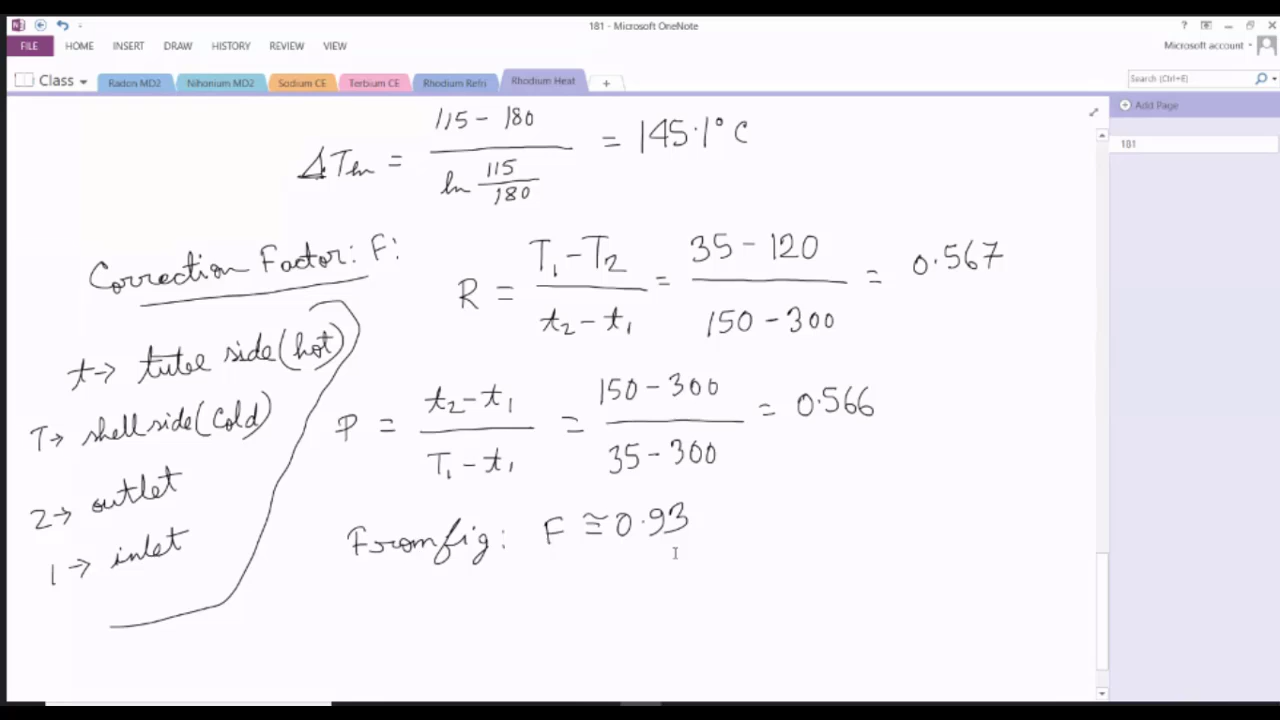 181 - Microsoft OneNote
FILE HOME INSERT DRAW HISTORY REVIEW VIEW
Microsoft account
Class Radon MD2 Nihonium MD2 Sodium CE Terbium CE Rhodium Refri Rhodium Heat +
Search (Ctrl+E)
Add Page
181
ΔTln = (115 - 180) / (ln 115/180) = 145.1° C
Correction Factor: F:
R = (T1 - T2) / (t2 - t1) = (35 - 120) / (150 - 300) = 0.567
t → tube side (hot)
T → shell side (Cold)
2 → outlet
1 → inlet
P = (t2 - t1) / (T1 - t1) = (150 - 300) / (35 - 300) = 0.566
From fig: F ≅ 0.93